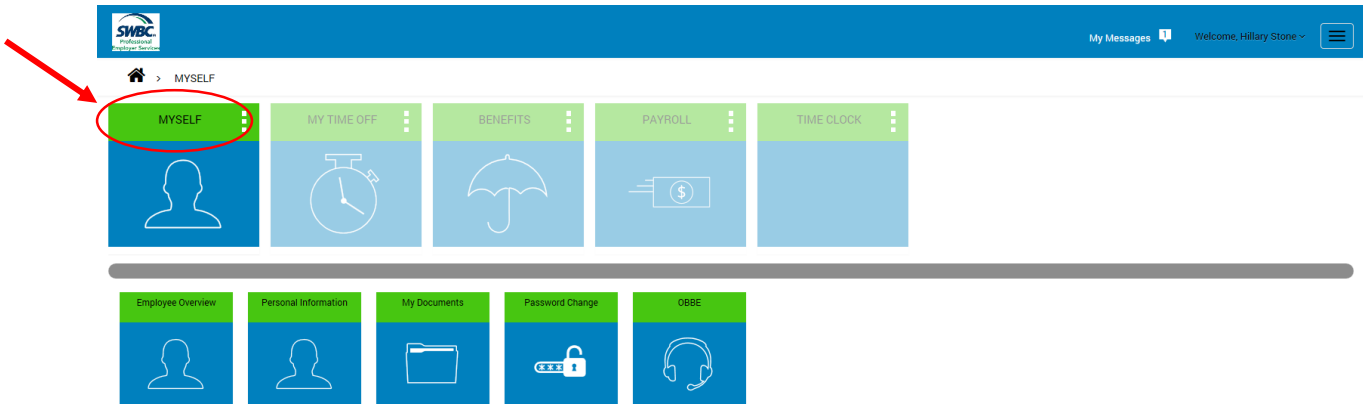 SWBC
Professional
Employer Services
My Messages 1 Welcome, Hillary Stone
> MYSELF
MYSELF MY TIME OFF BENEFITS PAYROLL TIME CLOCK
$
Employee Overview Personal Information My Documents Password Change OBBE
***